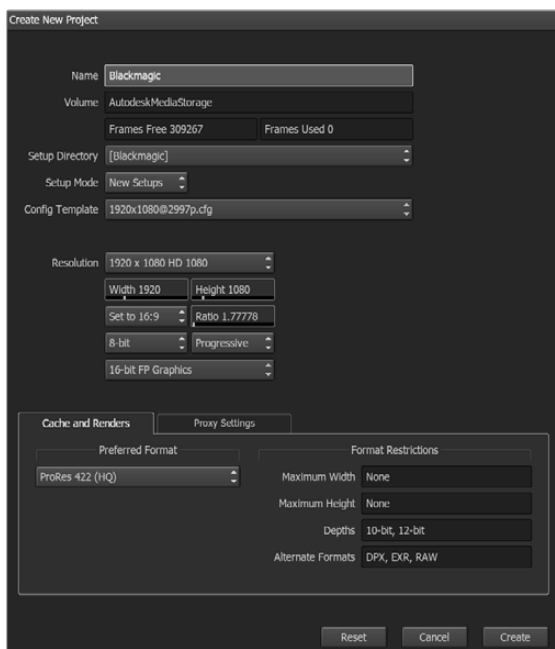 Create New Project
Name Blackmagic
Volume AutodeskMediaStorage
Frames Free 309267 Frames Used 0
Setup Directory [Blackmagic]
Setup Mode New Setups
Config Template 1920x1080@2997p.cfg
Resolution 1920 x 1080 HD 1080
Width 1920 Height 1080
Set to 16:9 Ratio 1.77778
8-bit Progressive
16-bit FP Graphics
Cache and Renders Proxy Settings
Preferred Format Format Restrictions
ProRes 422 (HQ) Maximum Width None
Maximum Height None
Depths 10-bit, 12-bit
Alternate Formats DPX, EXR, RAW
Reset Cancel Create